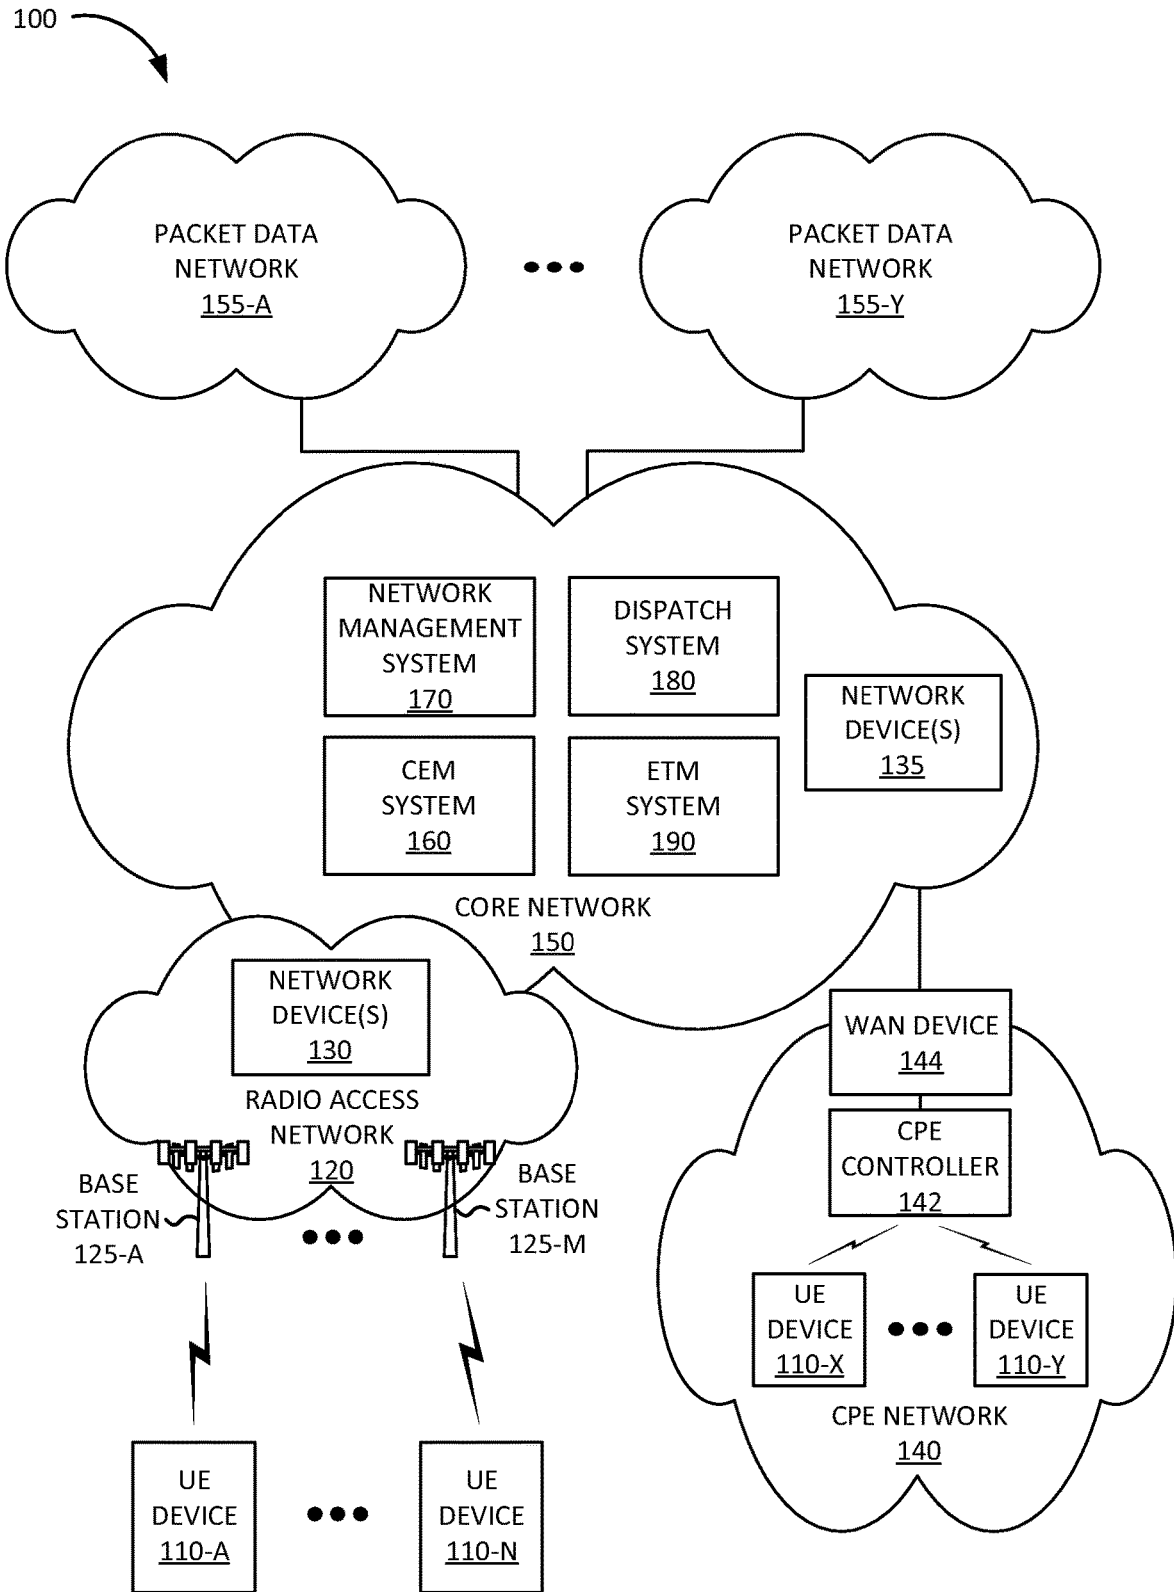 100
PACKET DATA
NETWORK
155-A
PACKET DATA
NETWORK
155-Y
NETWORK
MANAGEMENT
SYSTEM
170
DISPATCH
SYSTEM
180
NETWORK
DEVICE(S)
135
CEM
SYSTEM
160
ETM
SYSTEM
190
CORE NETWORK
150
NETWORK
DEVICE(S)
130
RADIO ACCESS
NETWORK
120
BASE
STATION
125-A
BASE
STATION
125-M
WAN DEVICE
144
CPE
CONTROLLER
142
UE
DEVICE
110-X
UE
DEVICE
110-Y
CPE NETWORK
140
UE
DEVICE
110-A
UE
DEVICE
110-N